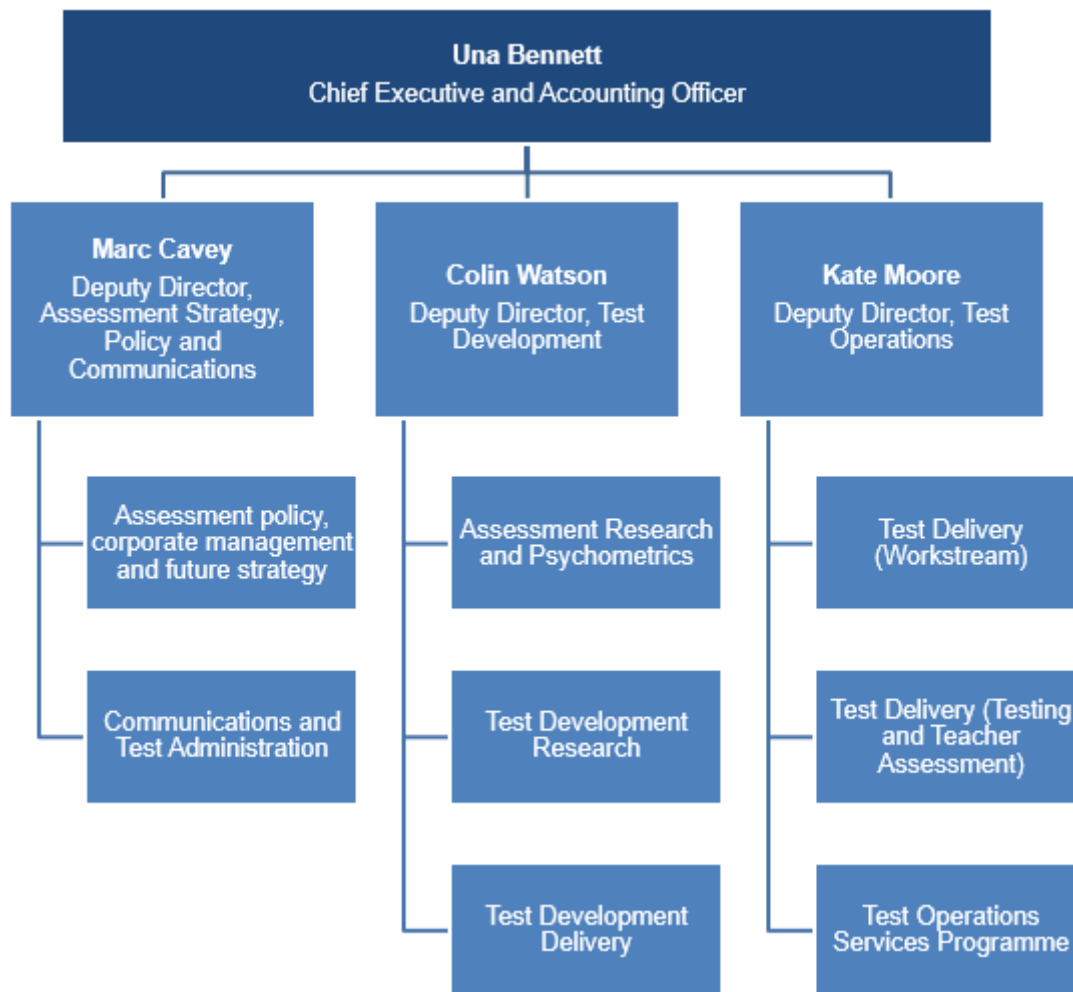 Una Bennett
Chief Executive and Accounting Officer
Marc Cavey
Deputy Director,
Assessment Strategy,
Policy and
Communications
Assessment policy,
corporate management
and future strategy
Communications and
Test Administration
Colin Watson
Deputy Director, Test
Development
Assessment Research
and Psychometrics
Test Development
Research
Test Development
Delivery
Kate Moore
Deputy Director, Test
Operations
Test Delivery
(Workstream)
Test Delivery (Testing
and Teacher
Assessment)
Test Operations
Services Programme